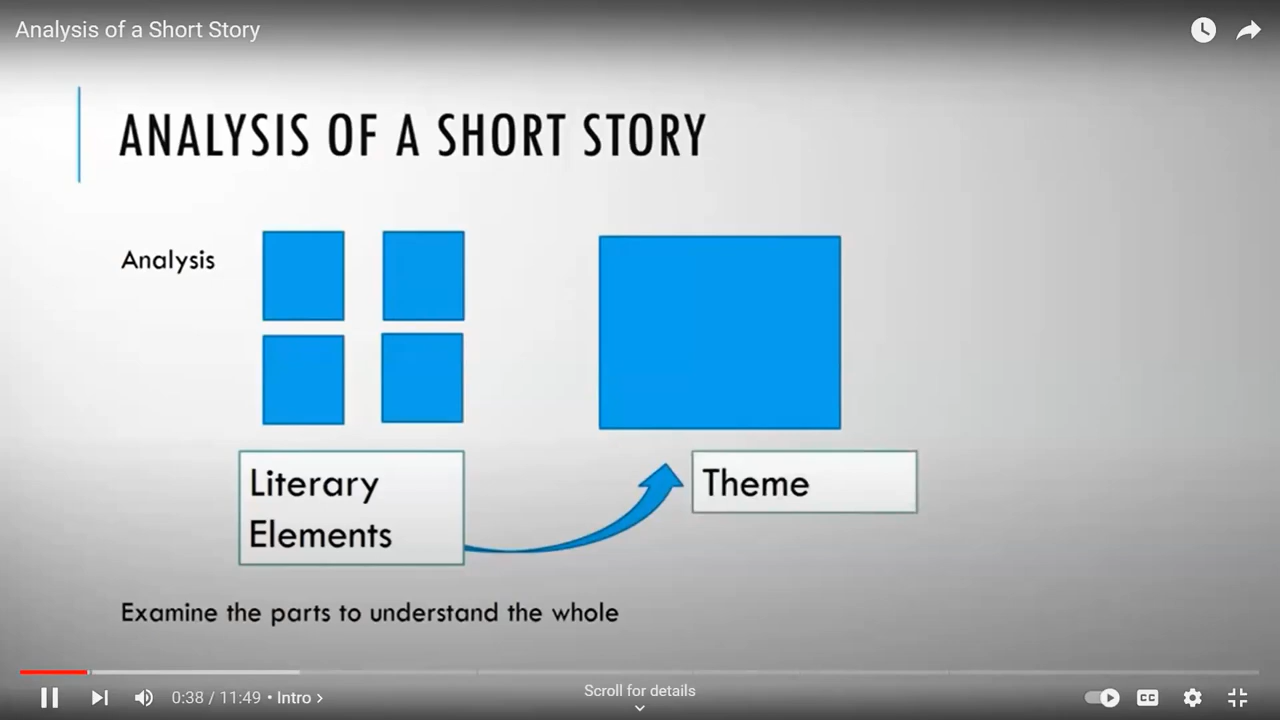 Analysis of a Short Story
ANALYSIS OF A SHORT STORY
Analysis
Literary
Elements
Theme
Examine the parts to understand the whole
Scroll for details
0:38 / 11:49 • Intro ›
CC